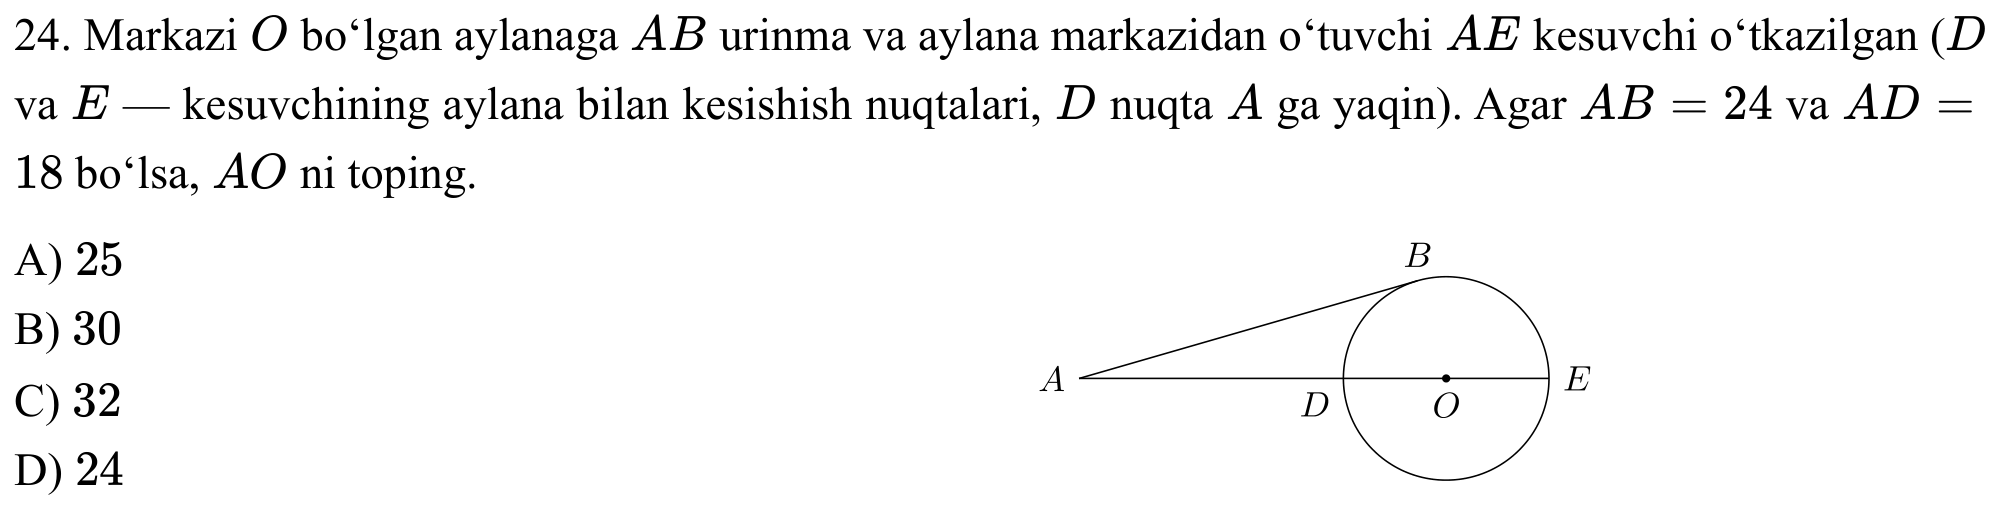 24. Markazi O bo‘lgan aylanaga AB urinma va aylana markazidan o‘tuvchi AE kesuvchi o‘tkazilgan (D
va E — kesuvchining aylana bilan kesishish nuqtalari, D nuqta A ga yaqin). Agar AB = 24 va AD =
18 bo‘lsa, AO ni toping.
A) 25
B) 30
C) 32
D) 24
B
A
D
O
E